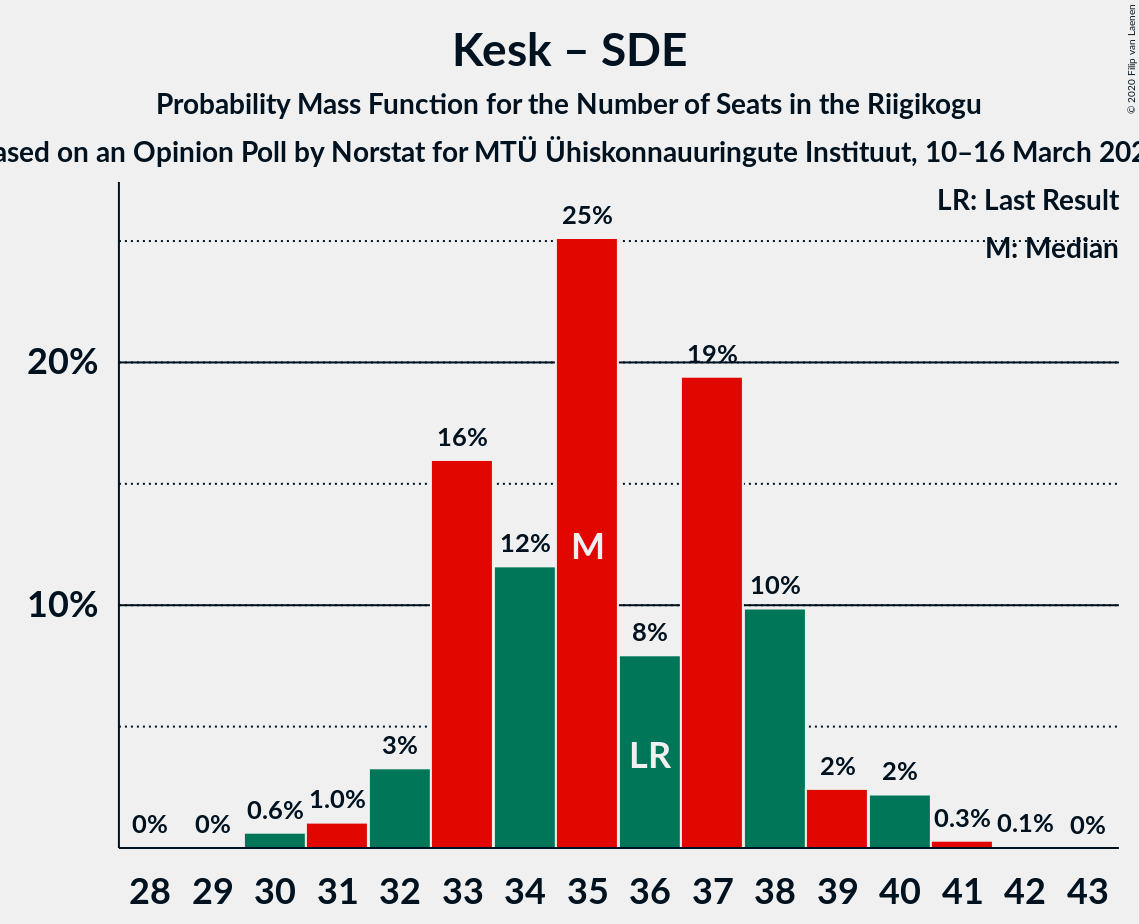 Kesk – SDE
Probability Mass Function for the Number of Seats in the Riigikogu
ased on an Opinion Poll by Norstat for MTÜ Ühiskonnauuringute Instituut, 10–16 March 202
© 2020 Filip van Laenen
LR: Last Result
M: Median
25%
20%
19%
16%
12%
M
10%
10%
8%
LR
3%
2%
2%
0%
0%
0.6%
1.0%
0.3%
0.1%
0%
28 29 30 31 32 33 34 35 36 37 38 39 40 41 42 43